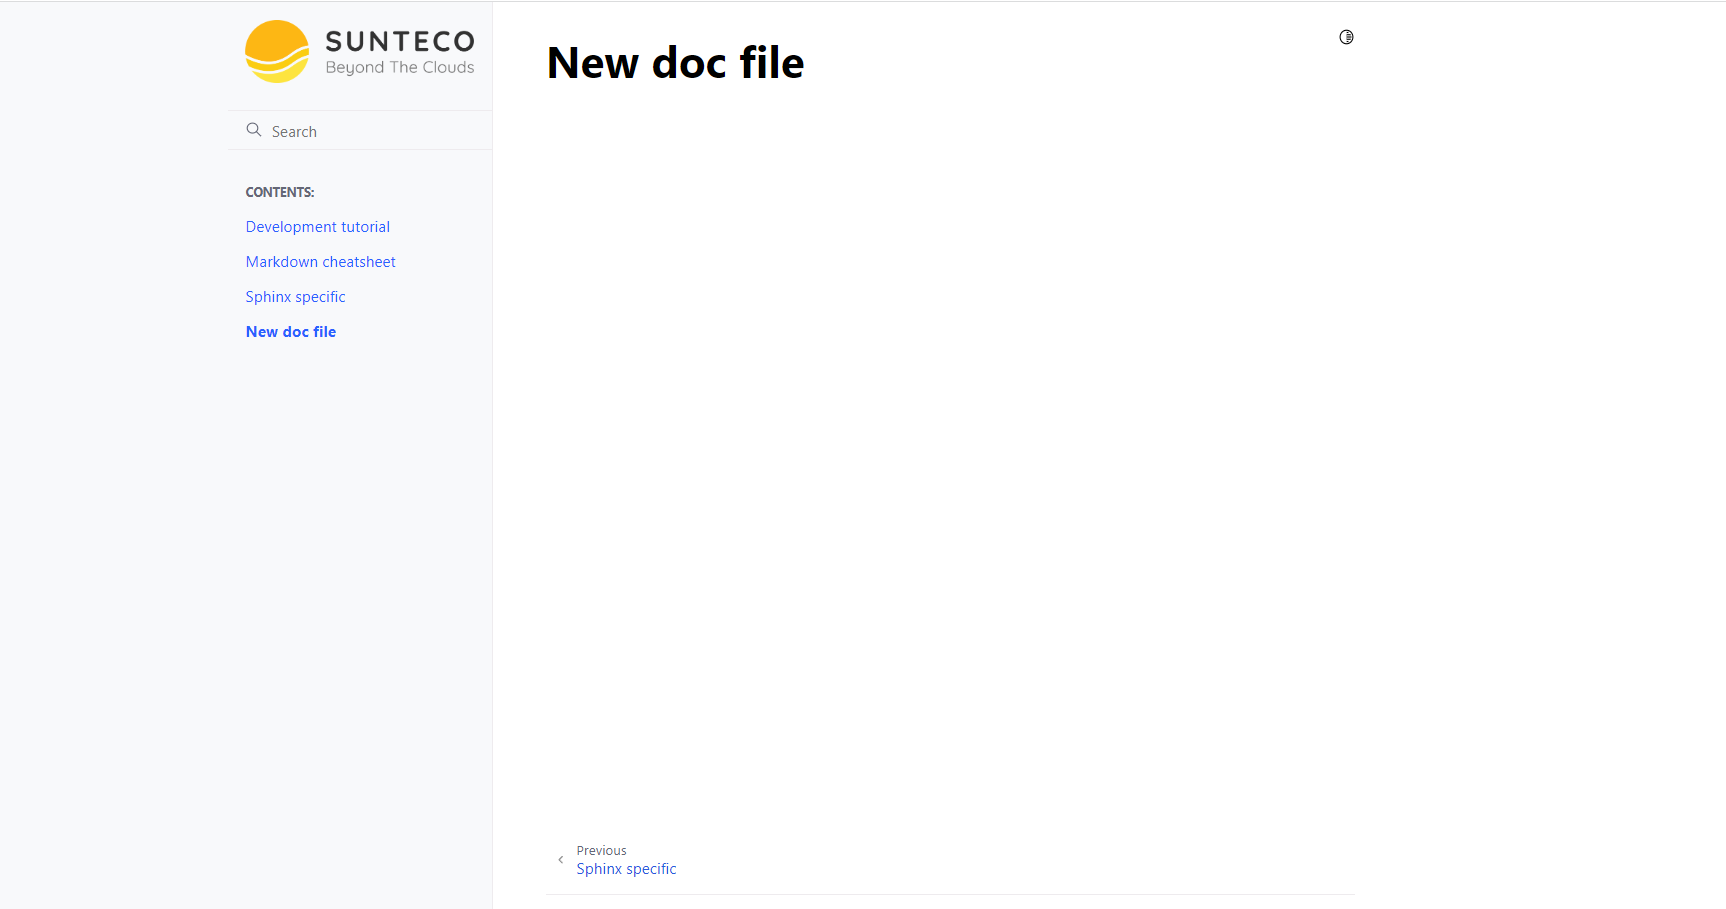 SUNTECO
Beyond The Clouds
Search
CONTENTS:
Development tutorial
Markdown cheatsheet
Sphinx specific
New doc file
New doc file
Previous
Sphinx specific